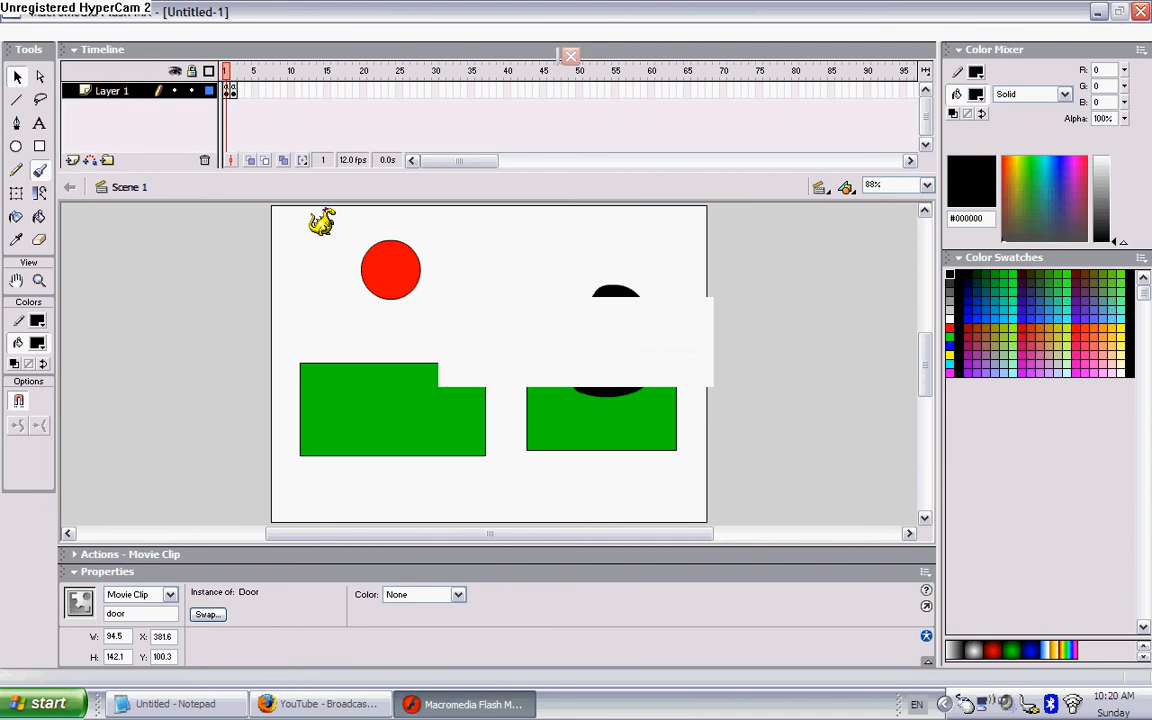 Unregistered HyperCam 2
Macromedia Flash MX - [Untitled-1]
Tools
Timeline
Color Mixer
1 5 10 15 20 25 30 35 40 45 50 55 60 65 70 75 80 85 90 95
R: 0
Layer 1
G: 0
Solid
B: 0
Alpha: 100%
1 12.0 fps 0.0s
Scene 1
88%
#000000
View
Color Swatches
Colors
Options
Actions - Movie Clip
Properties
Movie Clip
Instance of: Door
Color: None
door
Swap...
W: 94.5 X: 381.6
H: 142.1 Y: 100.3
start
Untitled - Notepad
YouTube - Broadcas...
Macromedia Flash M...
EN
10:20 AM
Sunday